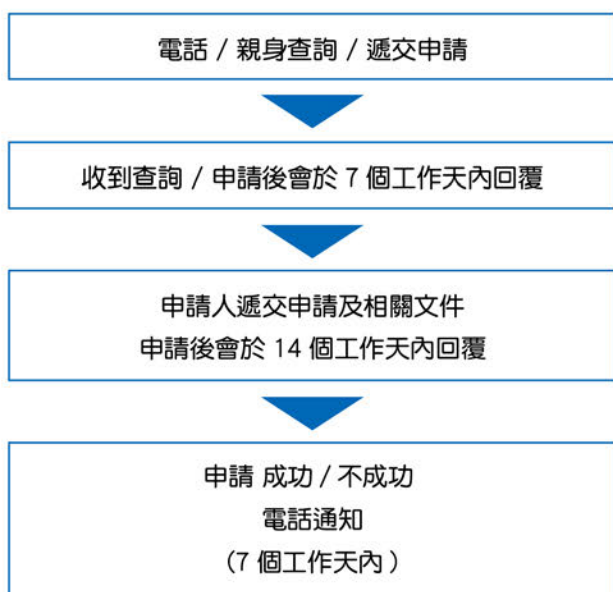 電話 / 親身查詢 / 遞交申請
收到查詢 / 申請後會於 7 個工作天內回覆
申請人遞交申請及相關文件
申請後會於 14 個工作天內回覆
申請 成功 / 不成功
電話通知
(7 個工作天內 )